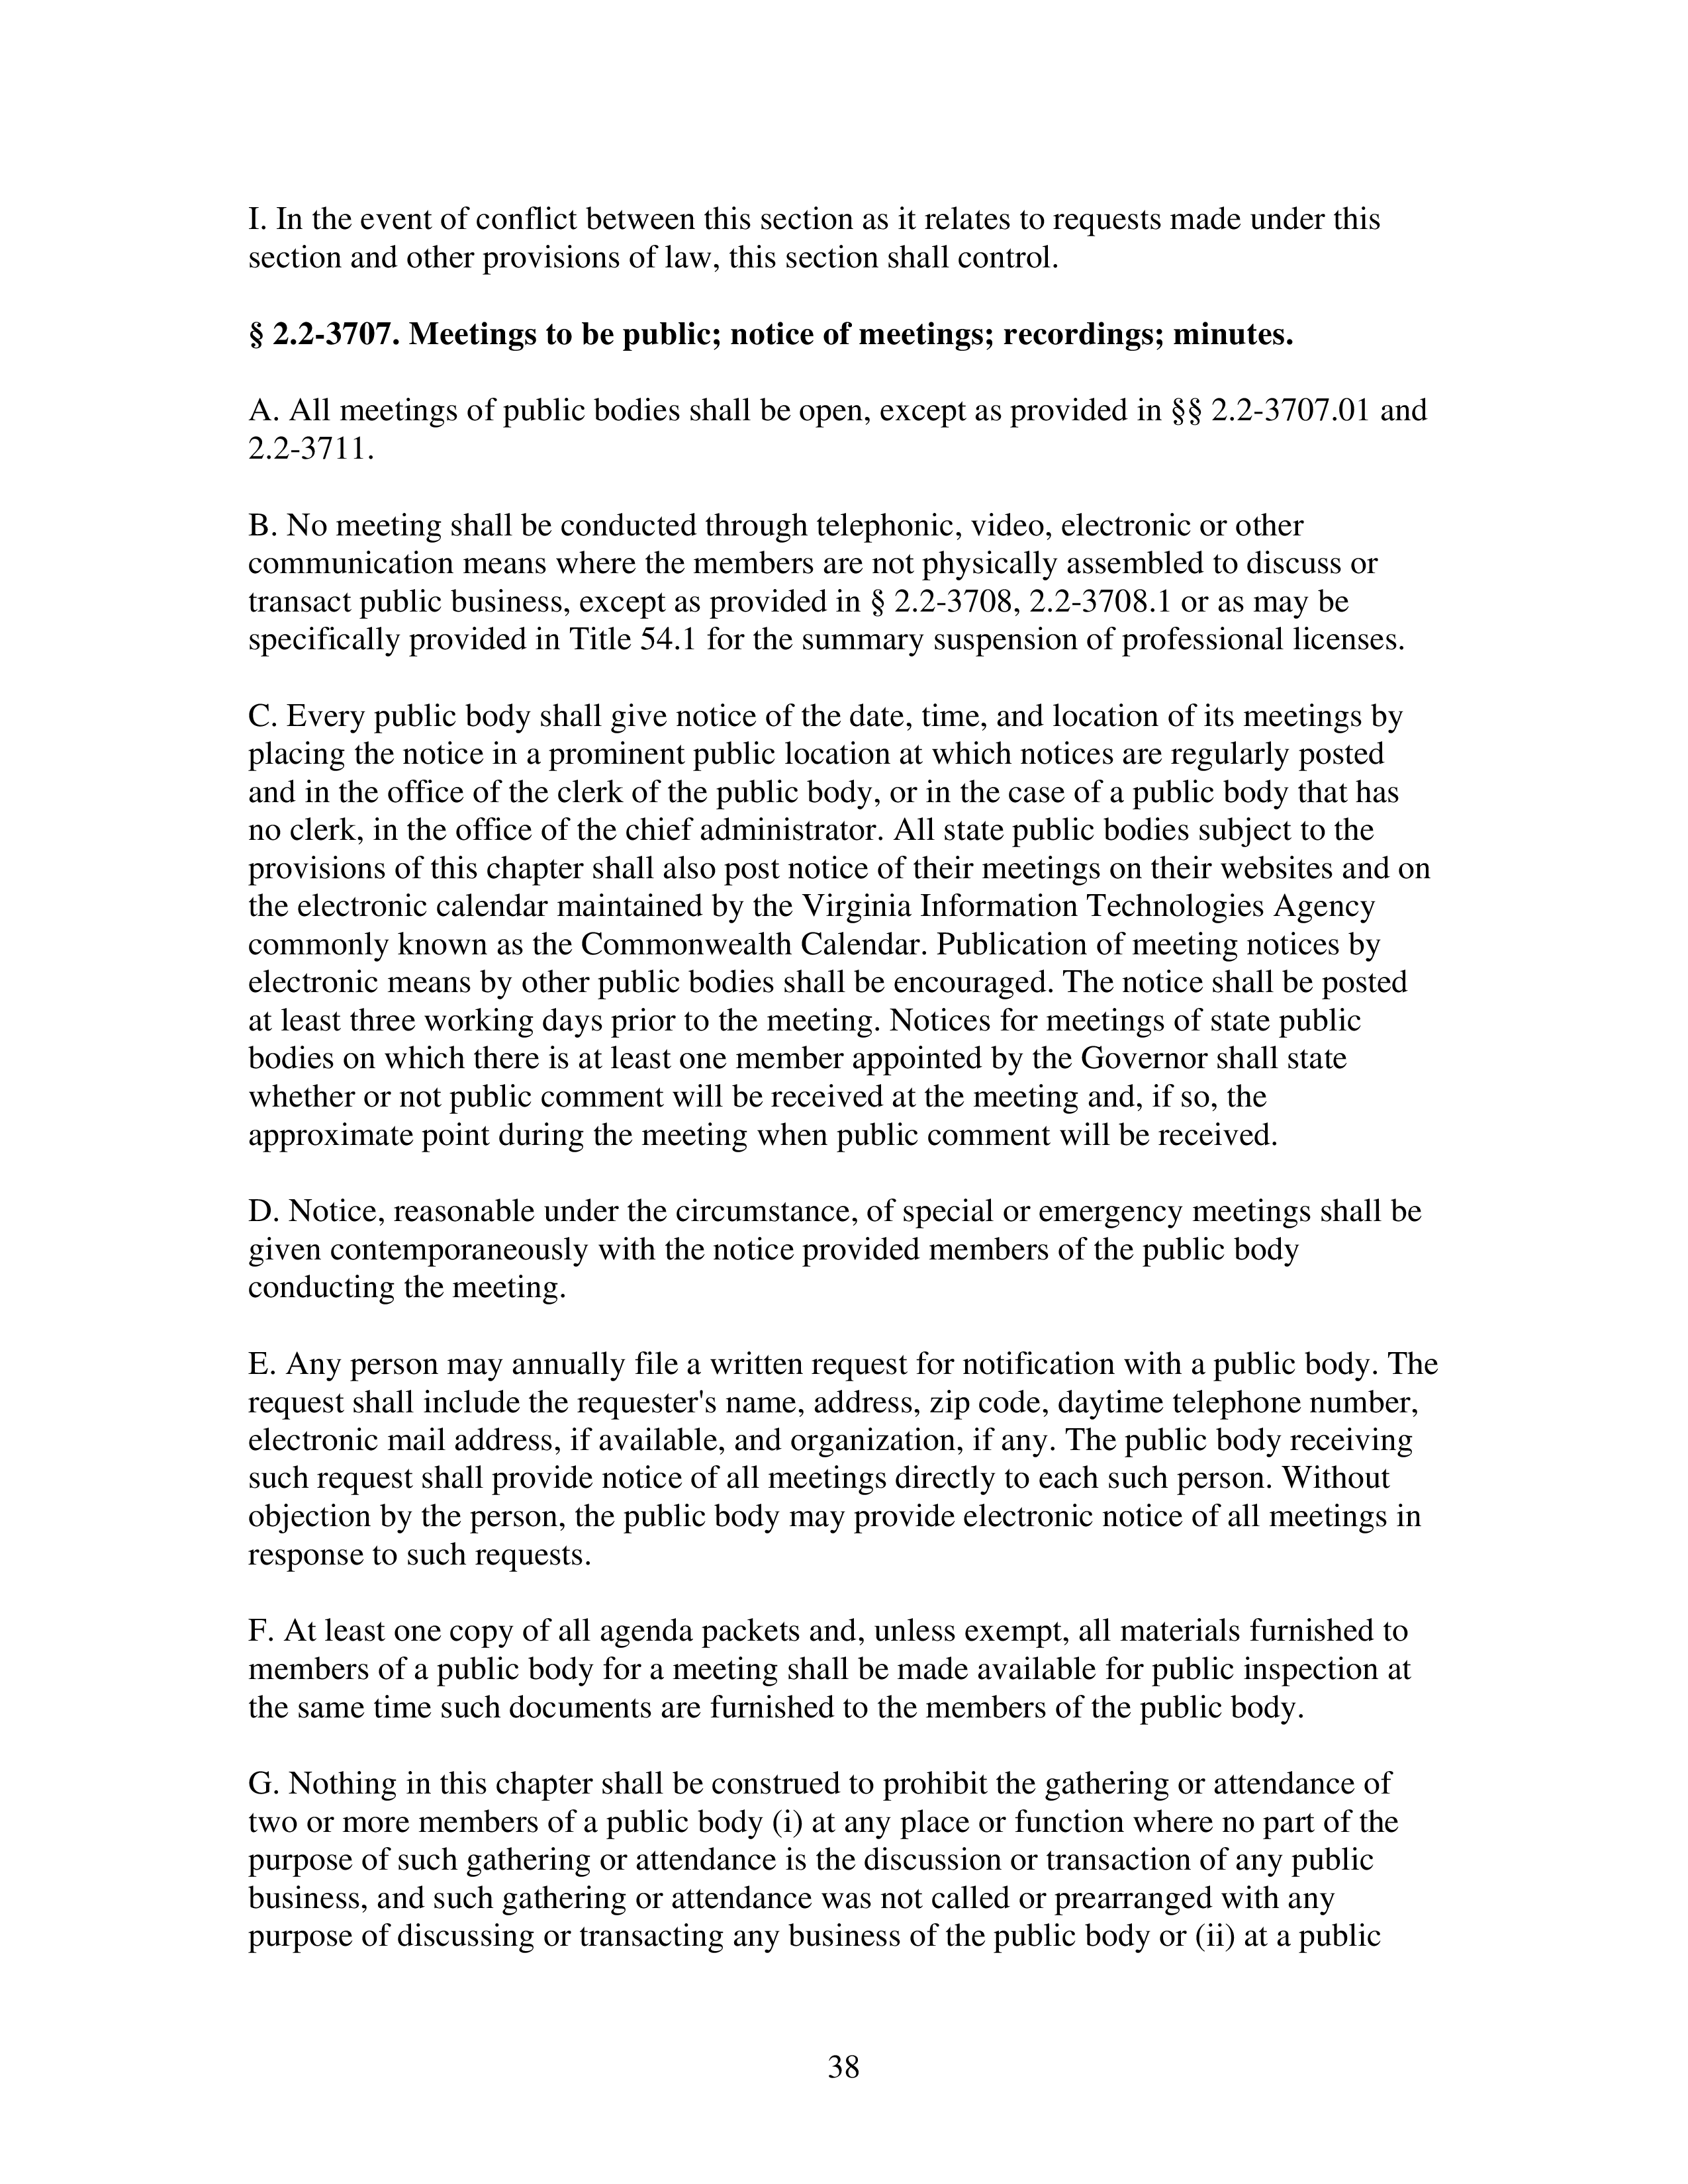 I. In the event of conflict between this section as it relates to requests made under this
section and other provisions of law, this section shall control.
§ 2.2-3707. Meetings to be public; notice of meetings; recordings; minutes.
A. All meetings of public bodies shall be open, except as provided in §§ 2.2-3707.01 and
2.2-3711.
B. No meeting shall be conducted through telephonic, video, electronic or other
communication means where the members are not physically assembled to discuss or
transact public business, except as provided in § 2.2-3708, 2.2-3708.1 or as may be
specifically provided in Title 54.1 for the summary suspension of professional licenses.
C. Every public body shall give notice of the date, time, and location of its meetings by
placing the notice in a prominent public location at which notices are regularly posted
and in the office of the clerk of the public body, or in the case of a public body that has
no clerk, in the office of the chief administrator. All state public bodies subject to the
provisions of this chapter shall also post notice of their meetings on their websites and on
the electronic calendar maintained by the Virginia Information Technologies Agency
commonly known as the Commonwealth Calendar. Publication of meeting notices by
electronic means by other public bodies shall be encouraged. The notice shall be posted
at least three working days prior to the meeting. Notices for meetings of state public
bodies on which there is at least one member appointed by the Governor shall state
whether or not public comment will be received at the meeting and, if so, the
approximate point during the meeting when public comment will be received.
D. Notice, reasonable under the circumstance, of special or emergency meetings shall be
given contemporaneously with the notice provided members of the public body
conducting the meeting.
E. Any person may annually file a written request for notification with a public body. The
request shall include the requester's name, address, zip code, daytime telephone number,
electronic mail address, if available, and organization, if any. The public body receiving
such request shall provide notice of all meetings directly to each such person. Without
objection by the person, the public body may provide electronic notice of all meetings in
response to such requests.
F. At least one copy of all agenda packets and, unless exempt, all materials furnished to
members of a public body for a meeting shall be made available for public inspection at
the same time such documents are furnished to the members of the public body.
G. Nothing in this chapter shall be construed to prohibit the gathering or attendance of
two or more members of a public body (i) at any place or function where no part of the
purpose of such gathering or attendance is the discussion or transaction of any public
business, and such gathering or attendance was not called or prearranged with any
purpose of discussing or transacting any business of the public body or (ii) at a public
38